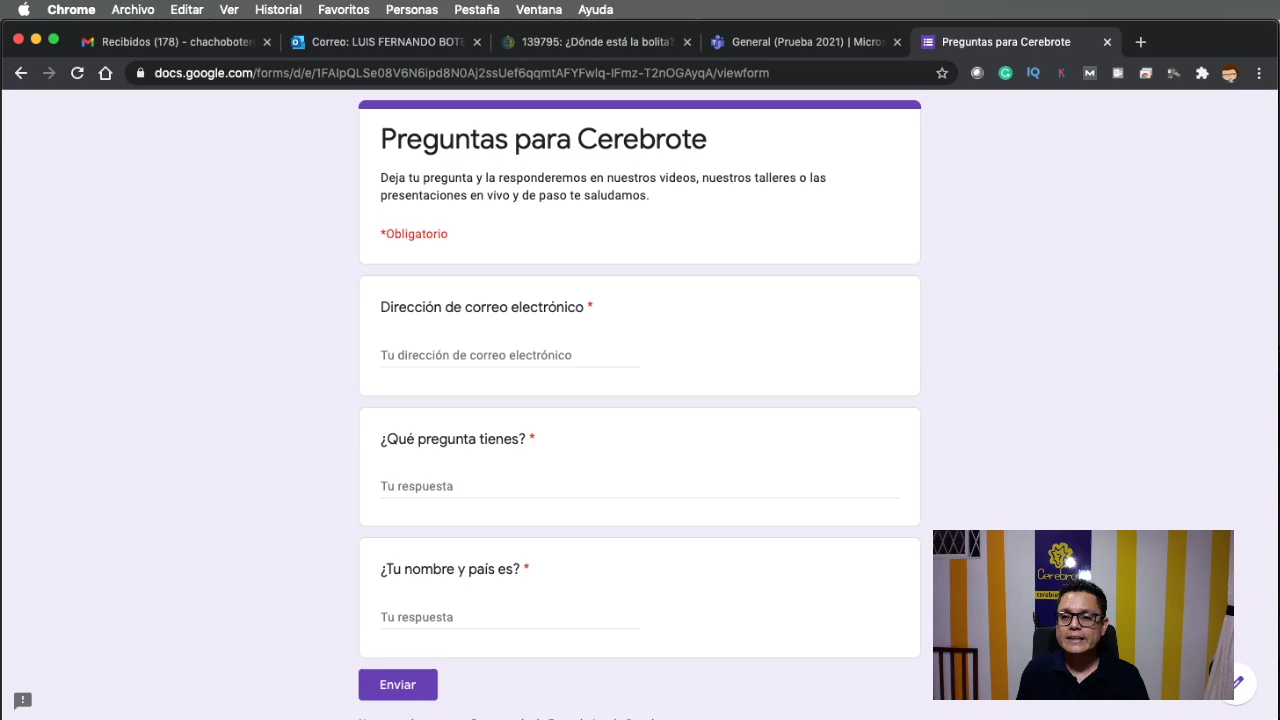 Chrome Archivo Editar Ver Historial Favoritos Personas Pestaña Ventana Ayuda
Recibidos (178) - chachoboter
Correo: LUIS FERNANDO BOTE
139795: ¿Dónde está la bolita?
General (Prueba 2021) | Micros
Preguntas para Cerebrote
docs.google.com/forms/d/e/1FAIpQLSe08V6N6ipd8N0Aj2ssUef6qqmtAFYFwlq-IFmz-T2nOGAyqA/viewform
Preguntas para Cerebrote
Deja tu pregunta y la responderemos en nuestros videos, nuestros talleres o las
presentaciones en vivo y de paso te saludamos.
*Obligatorio
Dirección de correo electrónico *
Tu dirección de correo electrónico
¿Qué pregunta tienes? *
Tu respuesta
¿Tu nombre y país es? *
Tu respuesta
Enviar